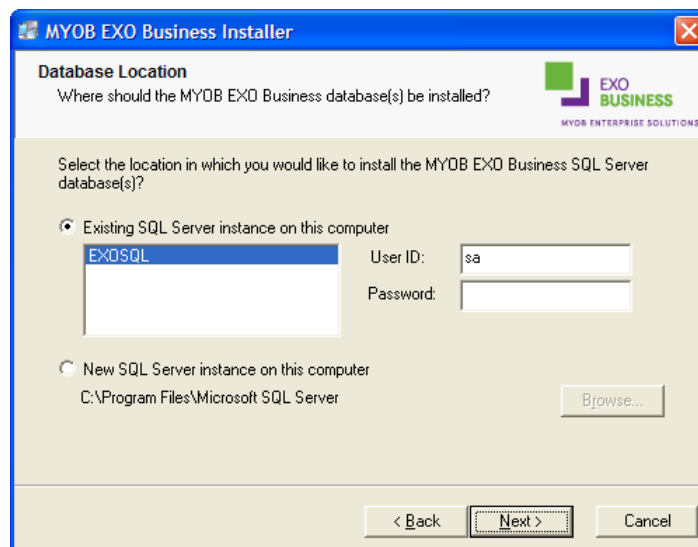 MYOB EXO Business Installer
Database Location
Where should the MYOB EXO Business database(s) be installed?
EXO
BUSINESS
MYOB ENTERPRISE SOLUTIONS
Select the location in which you would like to install the MYOB EXO Business SQL Server
database(s)?
Existing SQL Server instance on this computer
EXOSQL
User ID:
sa
Password:
New SQL Server instance on this computer
C:\Program Files\Microsoft SQL Server
Browse...
< Back
Next >
Cancel